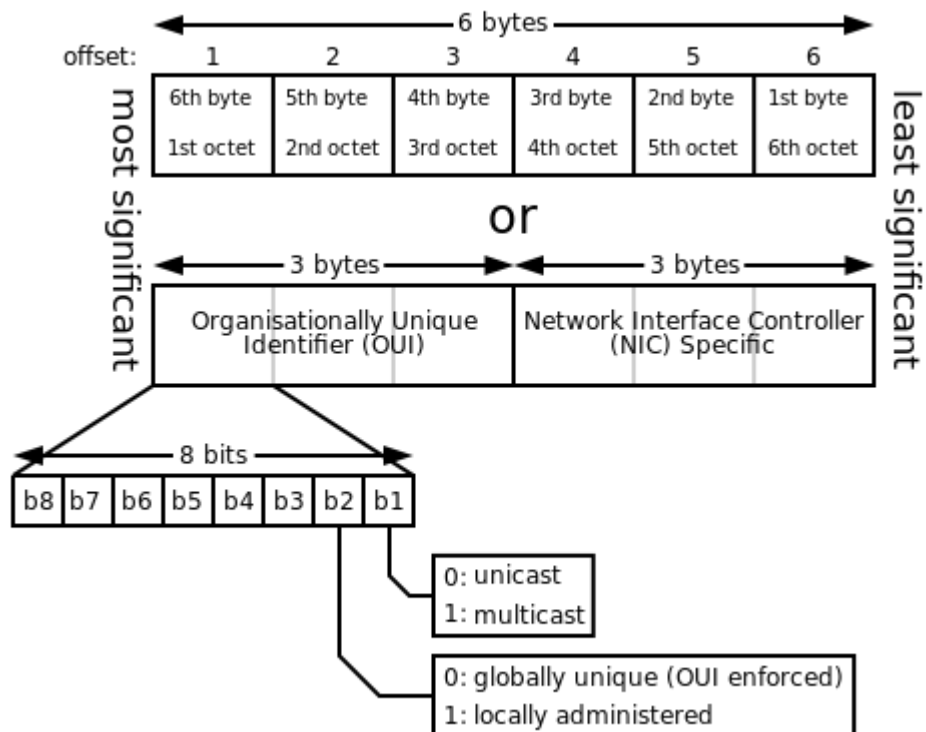 6 bytes
offset: 1 2 3 4 5 6
most significant
6th byte 5th byte 4th byte 3rd byte 2nd byte 1st byte
1st octet 2nd octet 3rd octet 4th octet 5th octet 6th octet
least significant
or
3 bytes 3 bytes
Organisationally Unique
Identifier (OUI)
Network Interface Controller
(NIC) Specific
8 bits
b8 b7 b6 b5 b4 b3 b2 b1
0: unicast
1: multicast
0: globally unique (OUI enforced)
1: locally administered